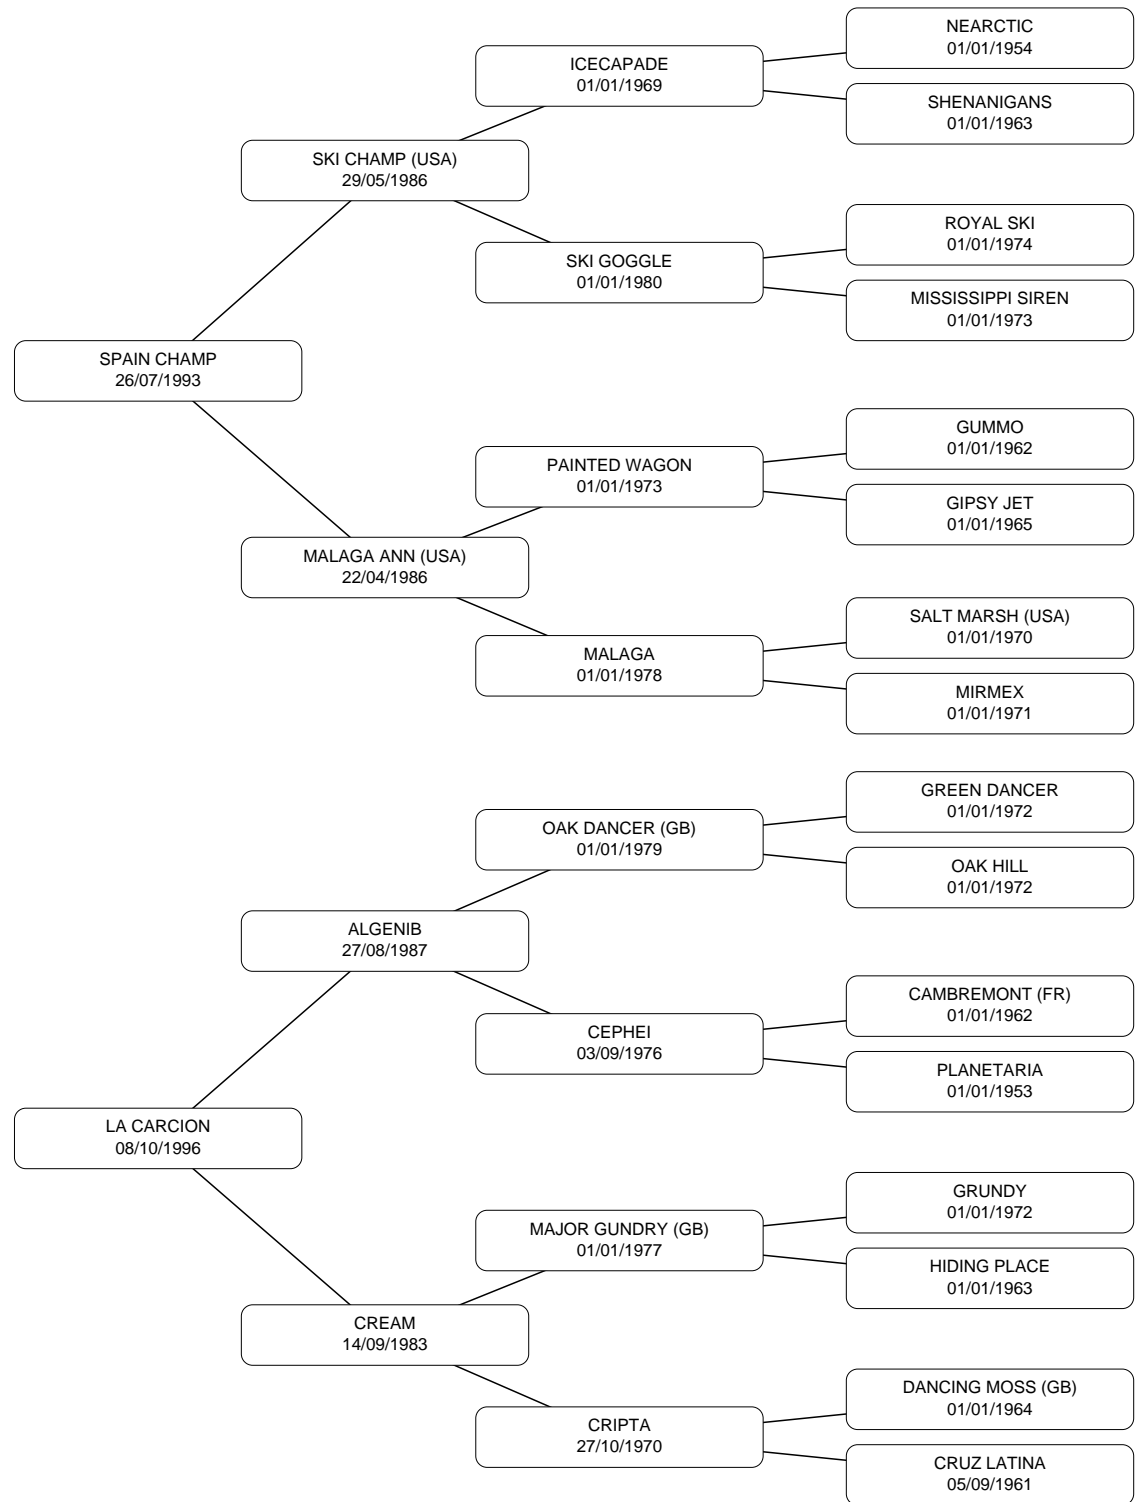 NEARCTIC
01/01/1954
ICECAPADE
01/01/1969
SHENANIGANS
01/01/1963
SKI CHAMP (USA)
29/05/1986
ROYAL SKI
01/01/1974
SKI GOGGLE
01/01/1980
MISSISSIPPI SIREN
01/01/1973
SPAIN CHAMP
26/07/1993
GUMMO
01/01/1962
PAINTED WAGON
01/01/1973
GIPSY JET
01/01/1965
MALAGA ANN (USA)
22/04/1986
SALT MARSH (USA)
01/01/1970
MALAGA
01/01/1978
MIRMEX
01/01/1971
GREEN DANCER
01/01/1972
OAK DANCER (GB)
01/01/1979
OAK HILL
01/01/1972
ALGENIB
27/08/1987
CAMBREMONT (FR)
01/01/1962
CEPHEI
03/09/1976
PLANETARIA
01/01/1953
LA CARCION
08/10/1996
GRUNDY
01/01/1972
MAJOR GUNDRY (GB)
01/01/1977
HIDING PLACE
01/01/1963
CREAM
14/09/1983
DANCING MOSS (GB)
01/01/1964
CRIPTA
27/10/1970
CRUZ LATINA
05/09/1961